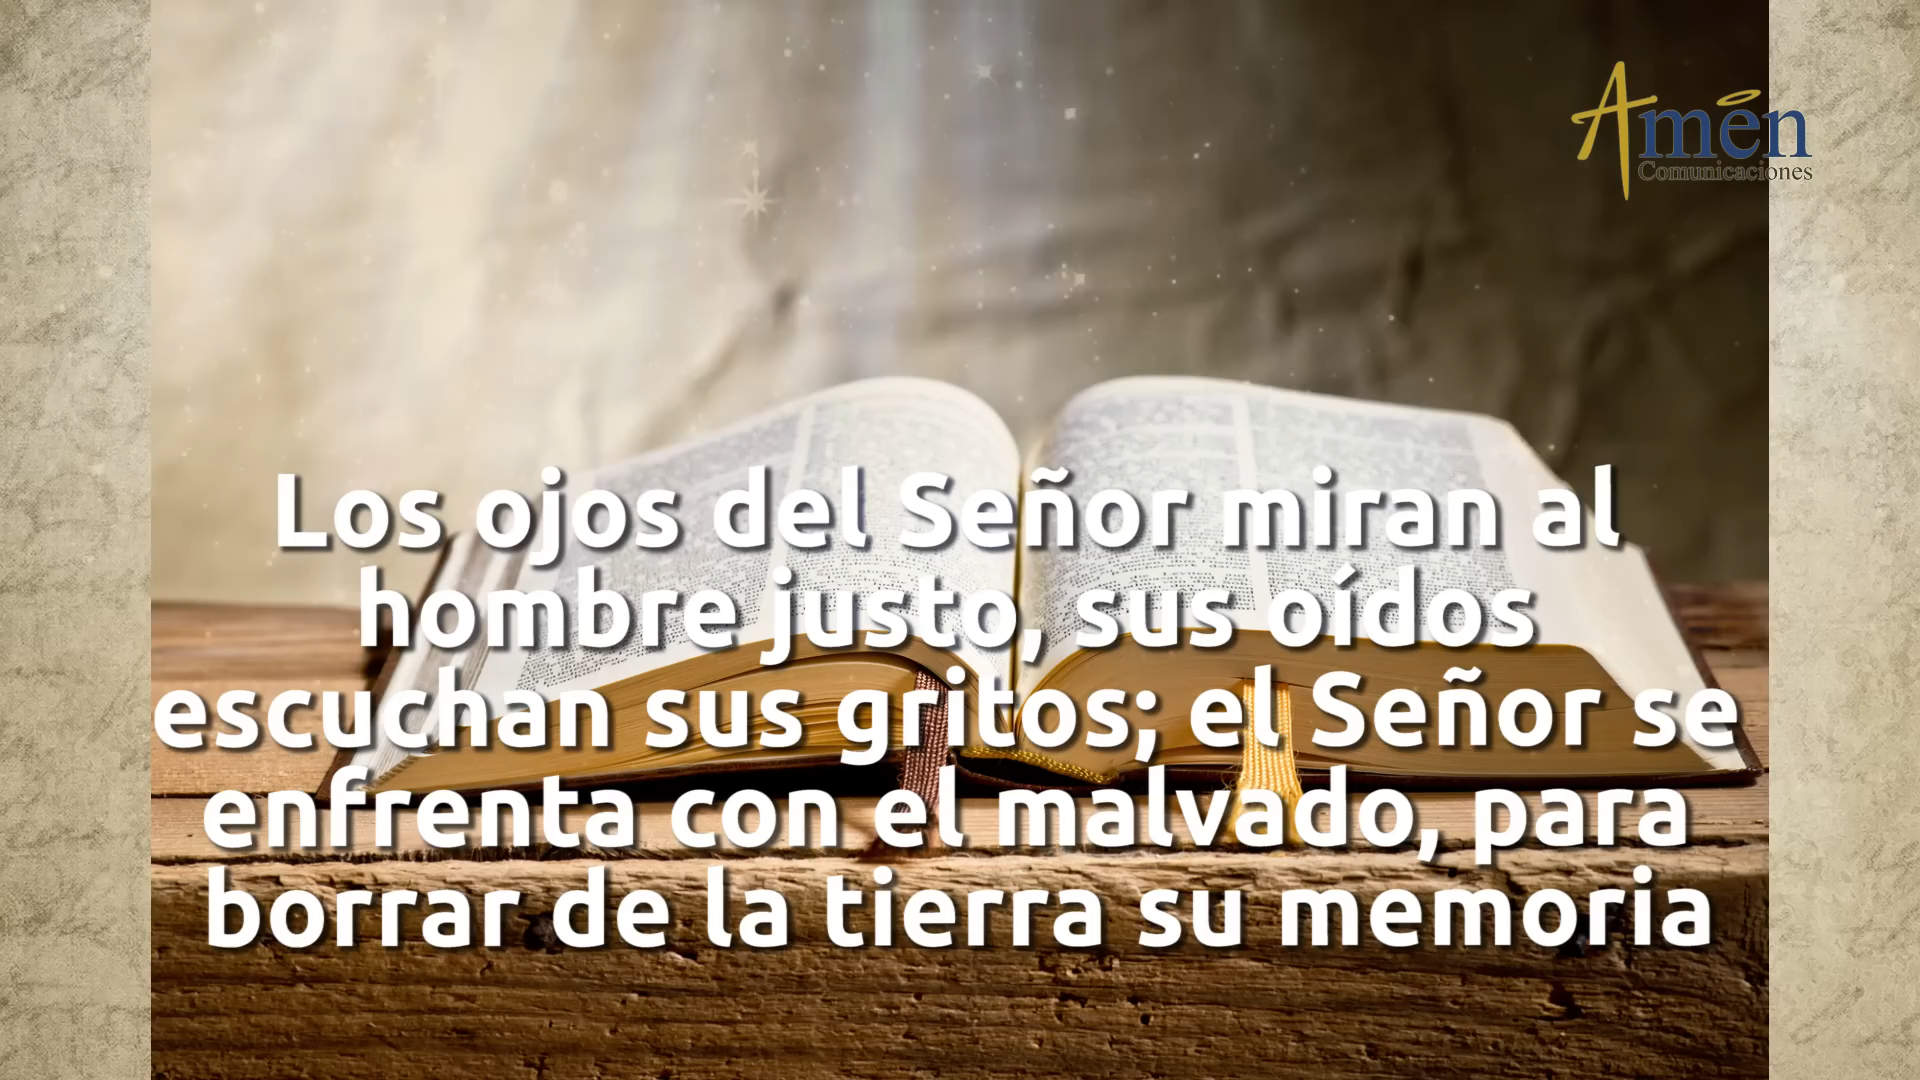 Amén
Comunicaciones
Los ojos del Señor miran al
hombre justo, sus oídos
escuchan sus gritos; el Señor se
enfrenta con el malvado, para
borrar de la tierra su memoria